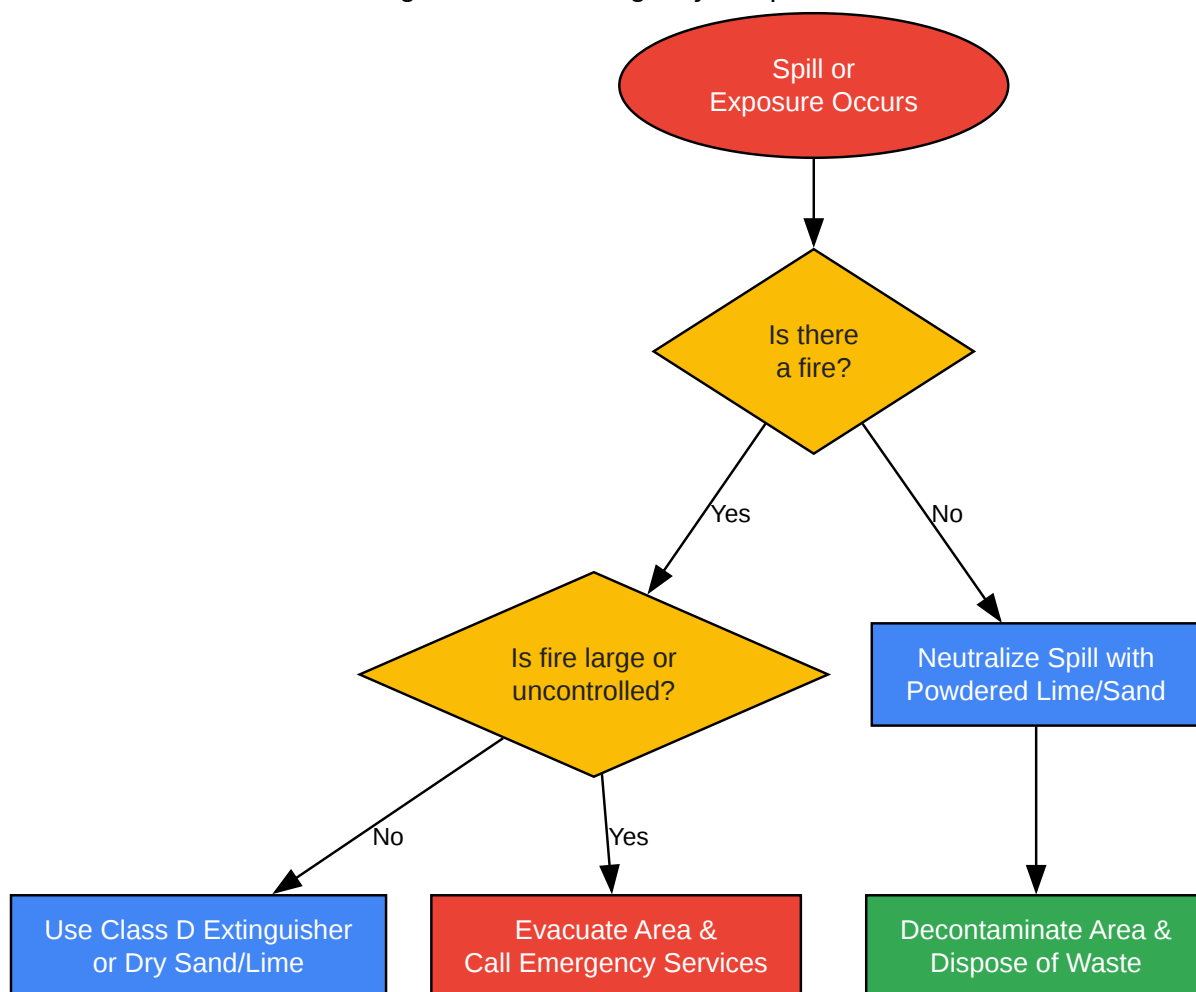 Spill or
Exposure Occurs
Is there
a fire?
Yes
No
Is fire large or
uncontrolled?
Neutralize Spill with
Powdered Lime/Sand
No
Yes
Use Class D Extinguisher
or Dry Sand/Lime
Evacuate Area &
Call Emergency Services
Decontaminate Area &
Dispose of Waste